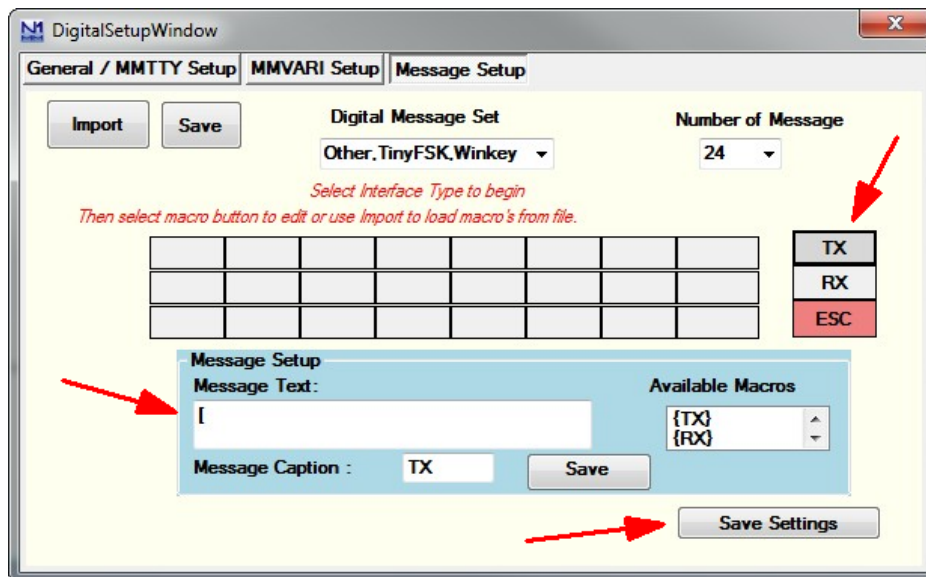 N1 MM DigitalSetupWindow X
General / MMTTY Setup MMVARI Setup Message Setup
Import Save Digital Message Set Number of Message
Other,TinyFSK,Winkey 24
Select Interface Type to begin
Then select macro button to edit or use Import to load macro's from file.
TX
RX
ESC
Message Setup
Message Text: Available Macros
[ {TX}
{RX}
Message Caption : TX Save
Save Settings